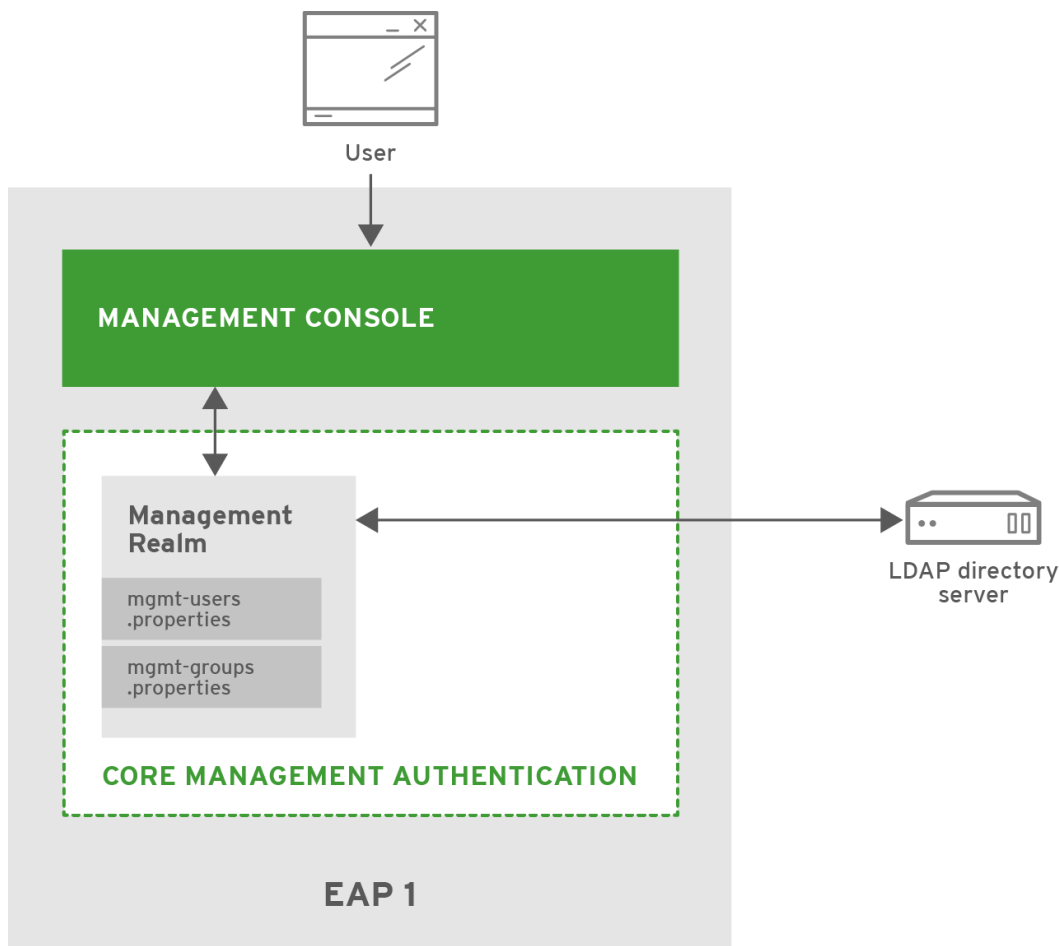 User
MANAGEMENT CONSOLE
Management
Realm
mgmt-users
.properties
mgmt-groups
.properties
CORE MANAGEMENT AUTHENTICATION
LDAP directory
server
EAP 1